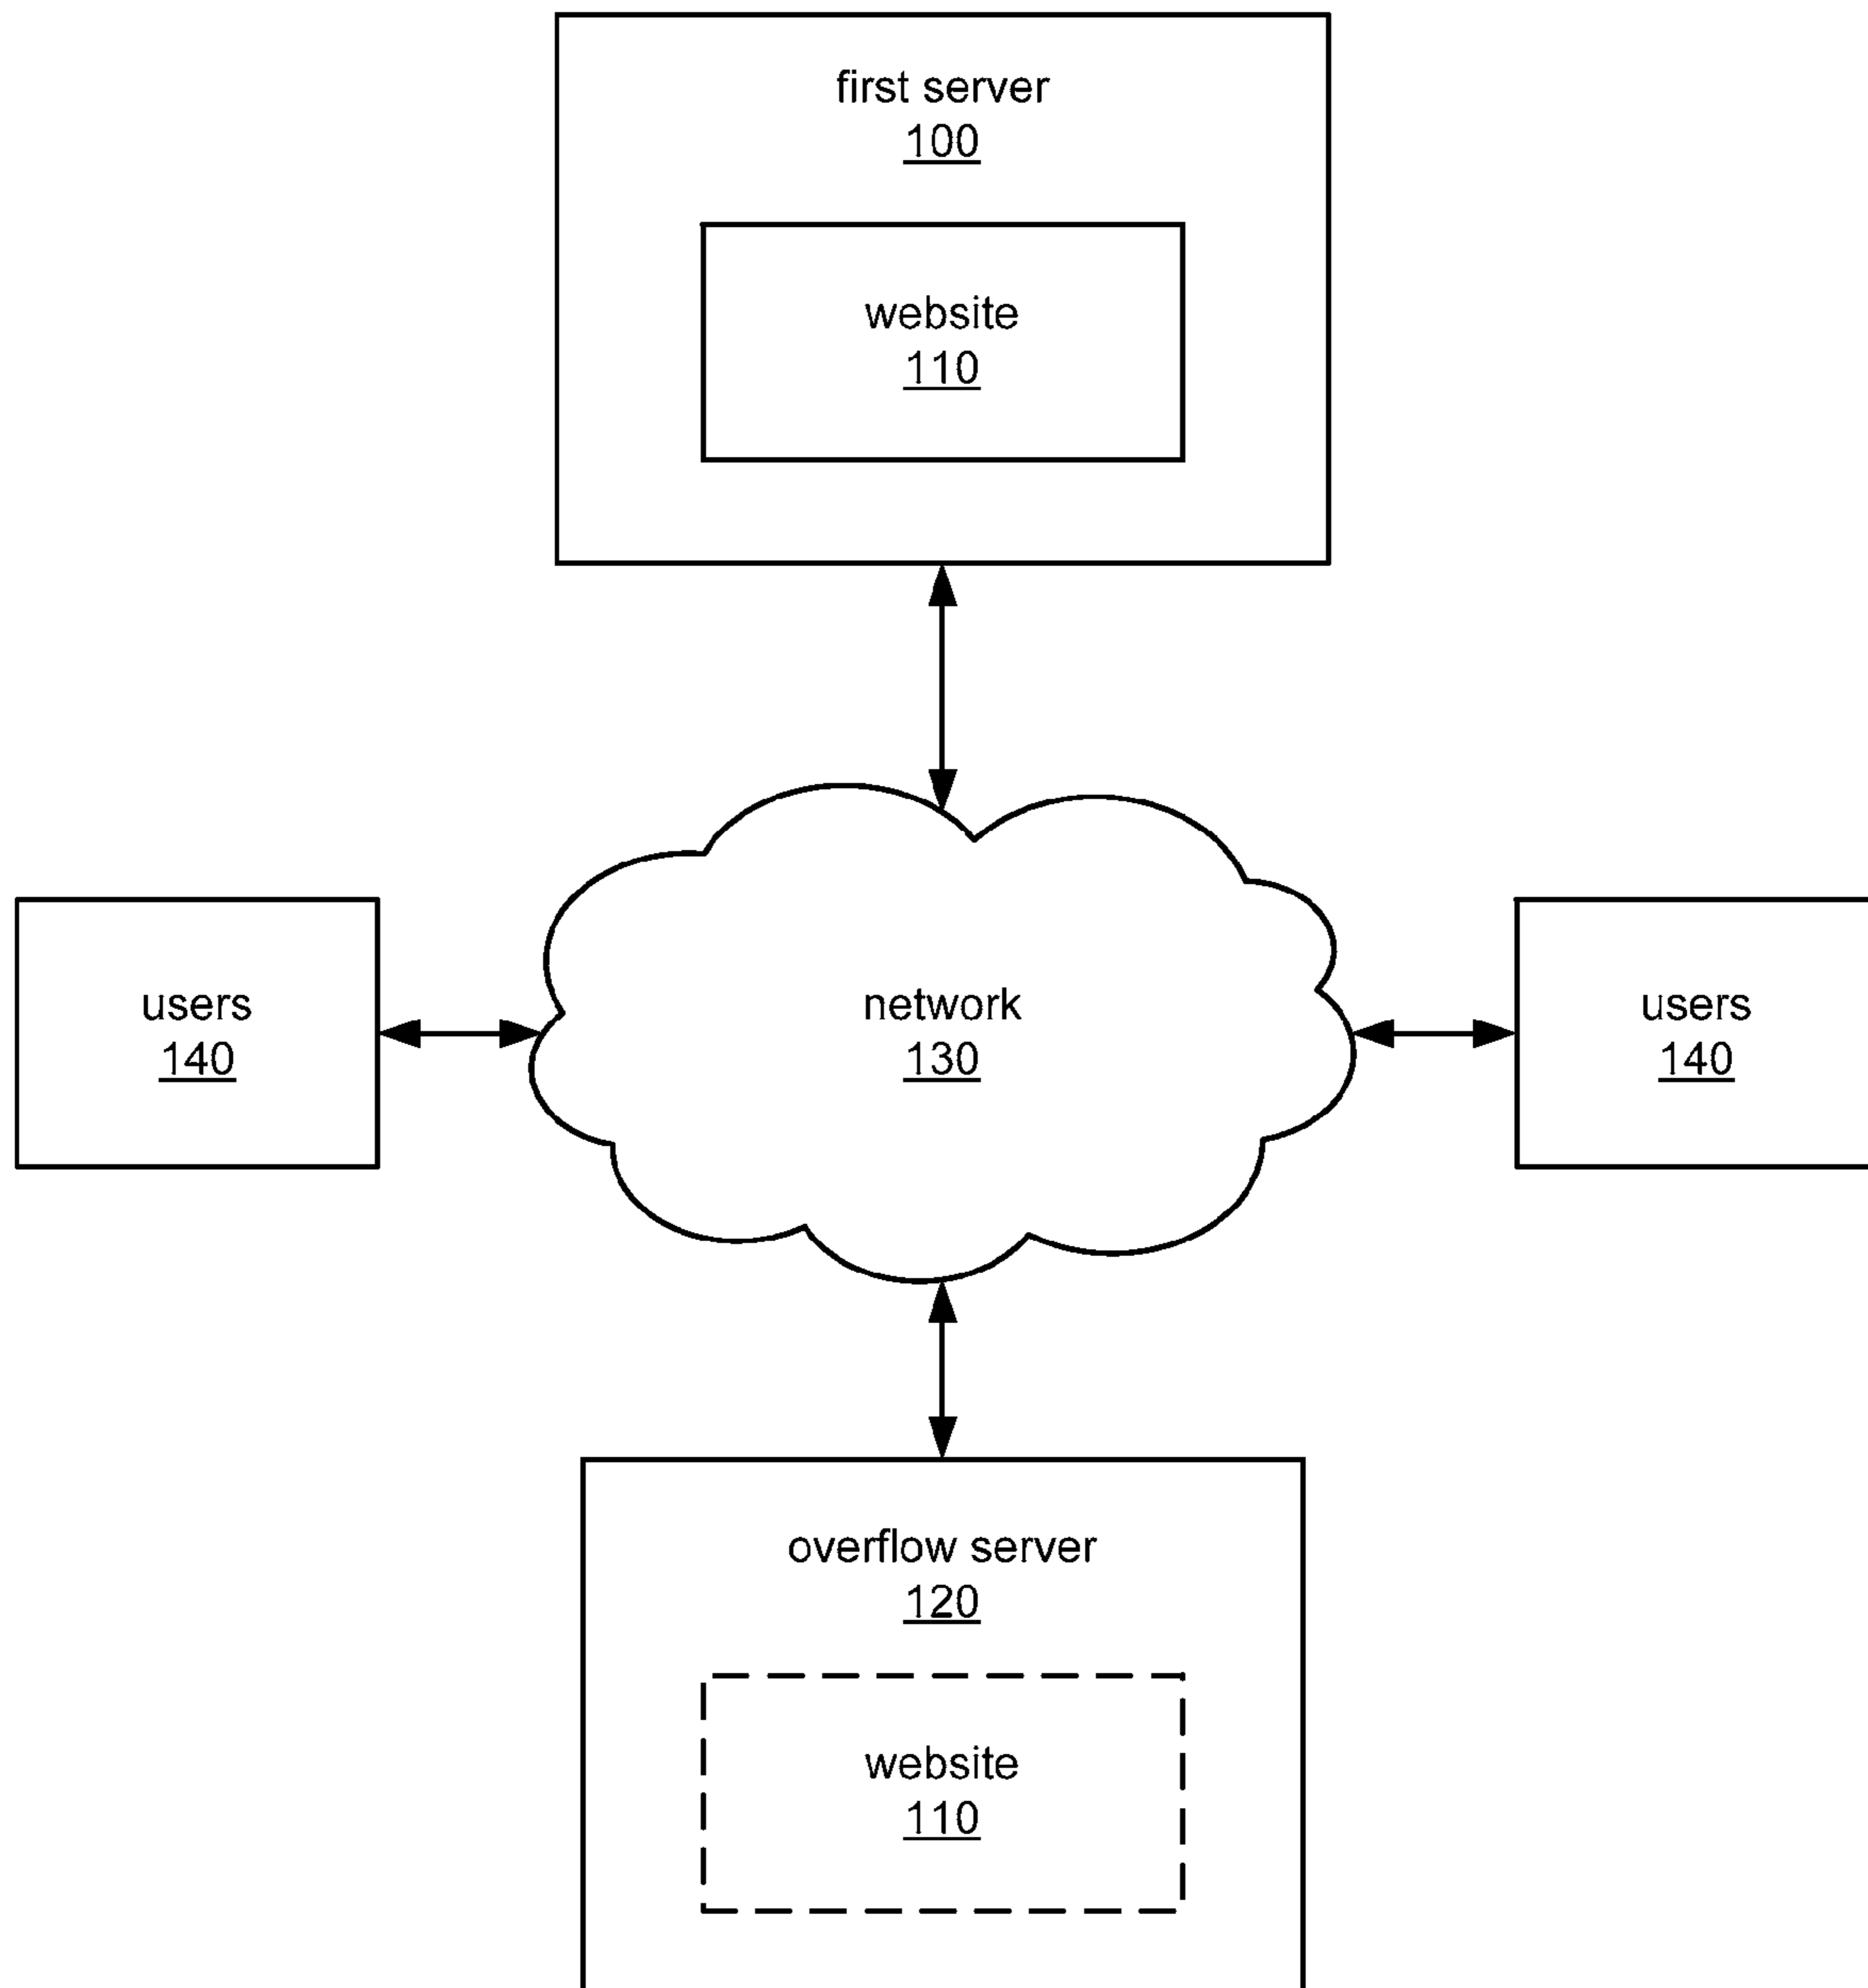 first server
100
website
110
users
140
network
130
users
140
overflow server
120
website
110